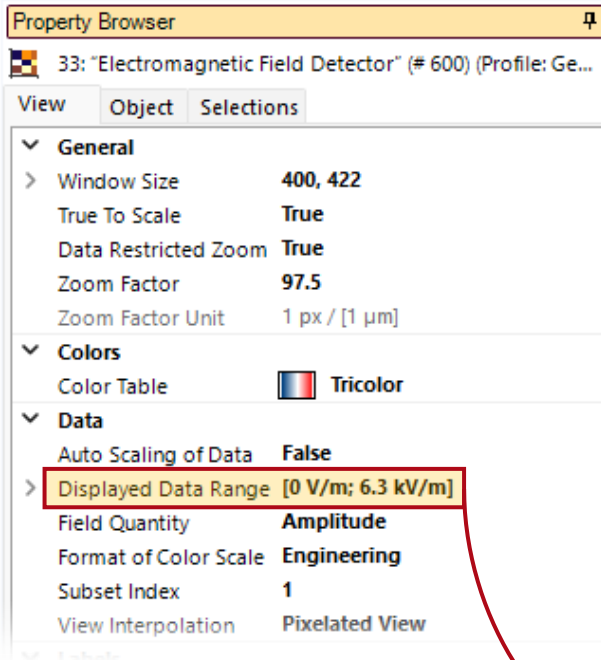 Property Browser
33: "Electromagnetic Field Detector" (# 600) (Profile: Ge...
View Object Selections
General
Window Size 400, 422
True To Scale True
Data Restricted Zoom True
Zoom Factor 97.5
Zoom Factor Unit 1 px / [1 µm]
Colors
Color Table Tricolor
Data
Auto Scaling of Data False
Displayed Data Range [0 V/m; 6.3 kV/m]
Field Quantity Amplitude
Format of Color Scale Engineering
Subset Index 1
View Interpolation Pixelated View